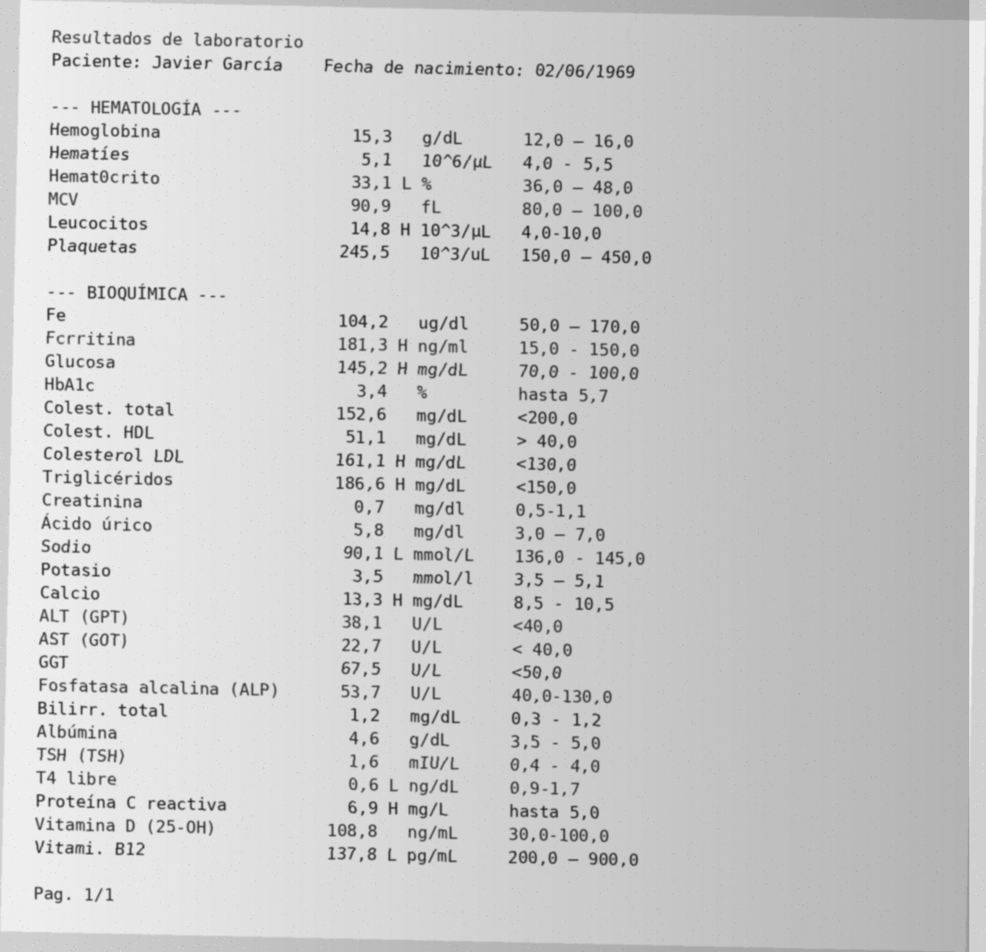 Resultados de laboratorio
Paciente: Javier García    Fecha de nacimiento: 02/06/1969
--- HEMATOLOGÍA ---
Hemoglobina 15,3 g/dL 12,0 – 16,0
Hematíes 5,1 10^6/µL 4,0 - 5,5
Hemat0crito 33,1 L % 36,0 – 48,0
MCV 90,9 fL 80,0 – 100,0
Leucocitos 14,8 H 10^3/µL 4,0-10,0
Plaquetas 245,5 10^3/uL 150,0 – 450,0
--- BIOQUÍMICA ---
Fe 104,2 ug/dl 50,0 – 170,0
Fcrritina 181,3 H ng/ml 15,0 - 150,0
Glucosa 145,2 H mg/dL 70,0 - 100,0
HbA1c 3,4 % hasta 5,7
Colest. total 152,6 mg/dL <200,0
Colest. HDL 51,1 mg/dL > 40,0
Colesterol LDL 161,1 H mg/dL <130,0
Triglicéridos 186,6 H mg/dL <150,0
Creatinina 0,7 mg/dl 0,5-1,1
Ácido úrico 5,8 mg/dl 3,0 – 7,0
Sodio 90,1 L mmol/L 136,0 - 145,0
Potasio 3,5 mmol/l 3,5 – 5,1
Calcio 13,3 H mg/dL 8,5 - 10,5
ALT (GPT) 38,1 U/L <40,0
AST (GOT) 22,7 U/L < 40,0
GGT 67,5 U/L <50,0
Fosfatasa alcalina (ALP) 53,7 U/L 40,0-130,0
Bilirr. total 1,2 mg/dL 0,3 - 1,2
Albúmina 4,6 g/dL 3,5 - 5,0
TSH (TSH) 1,6 mIU/L 0,4 - 4,0
T4 libre 0,6 L ng/dL 0,9-1,7
Proteína C reactiva 6,9 H mg/L hasta 5,0
Vitamina D (25-OH) 108,8 ng/mL 30,0-100,0
Vitami. B12 137,8 L pg/mL 200,0 – 900,0
Pag. 1/1